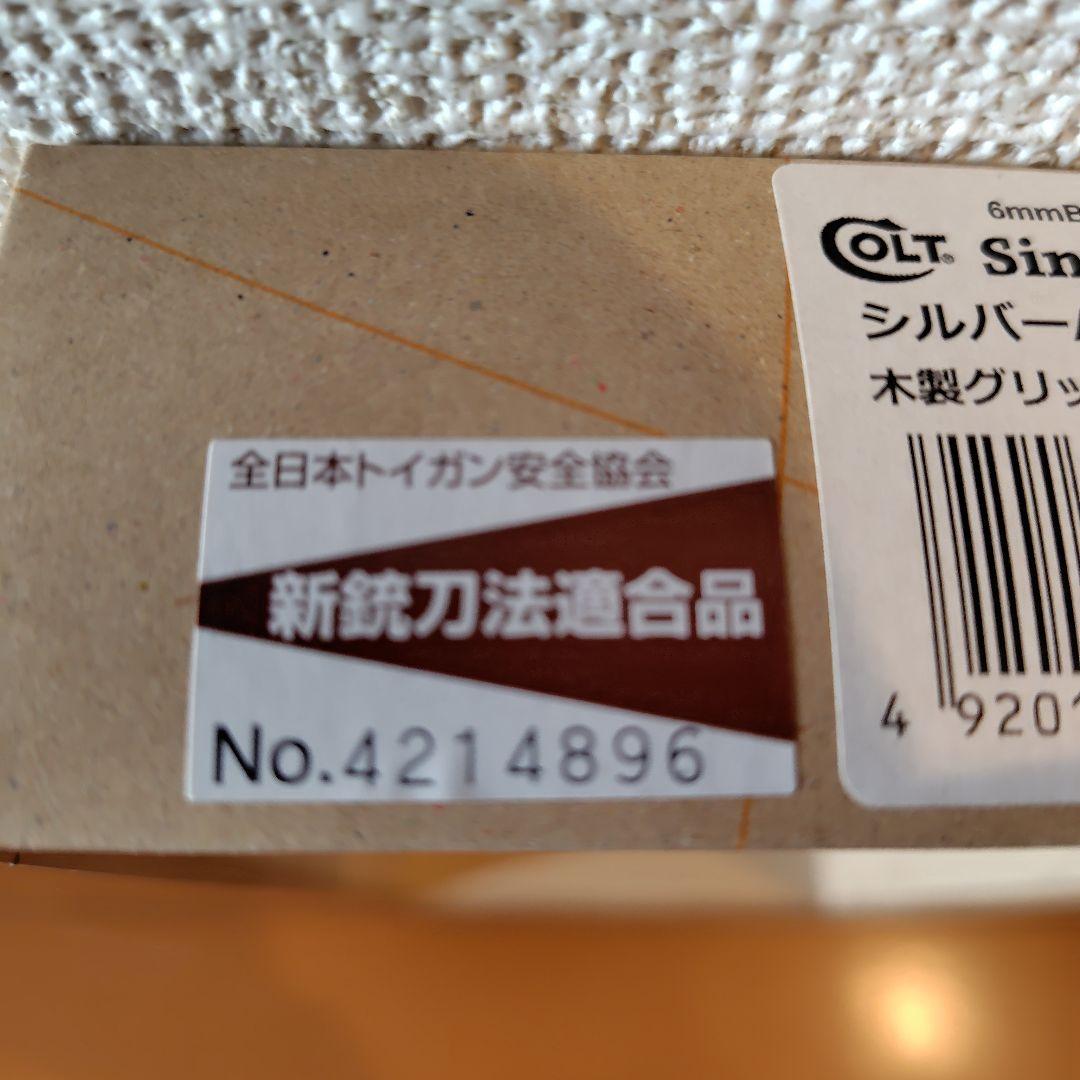 全日本トイガン安全協会
新銃刀法適合品
No.4214896
6mmB
COLT®
Sin
シルバー
木製グリッ
4 920